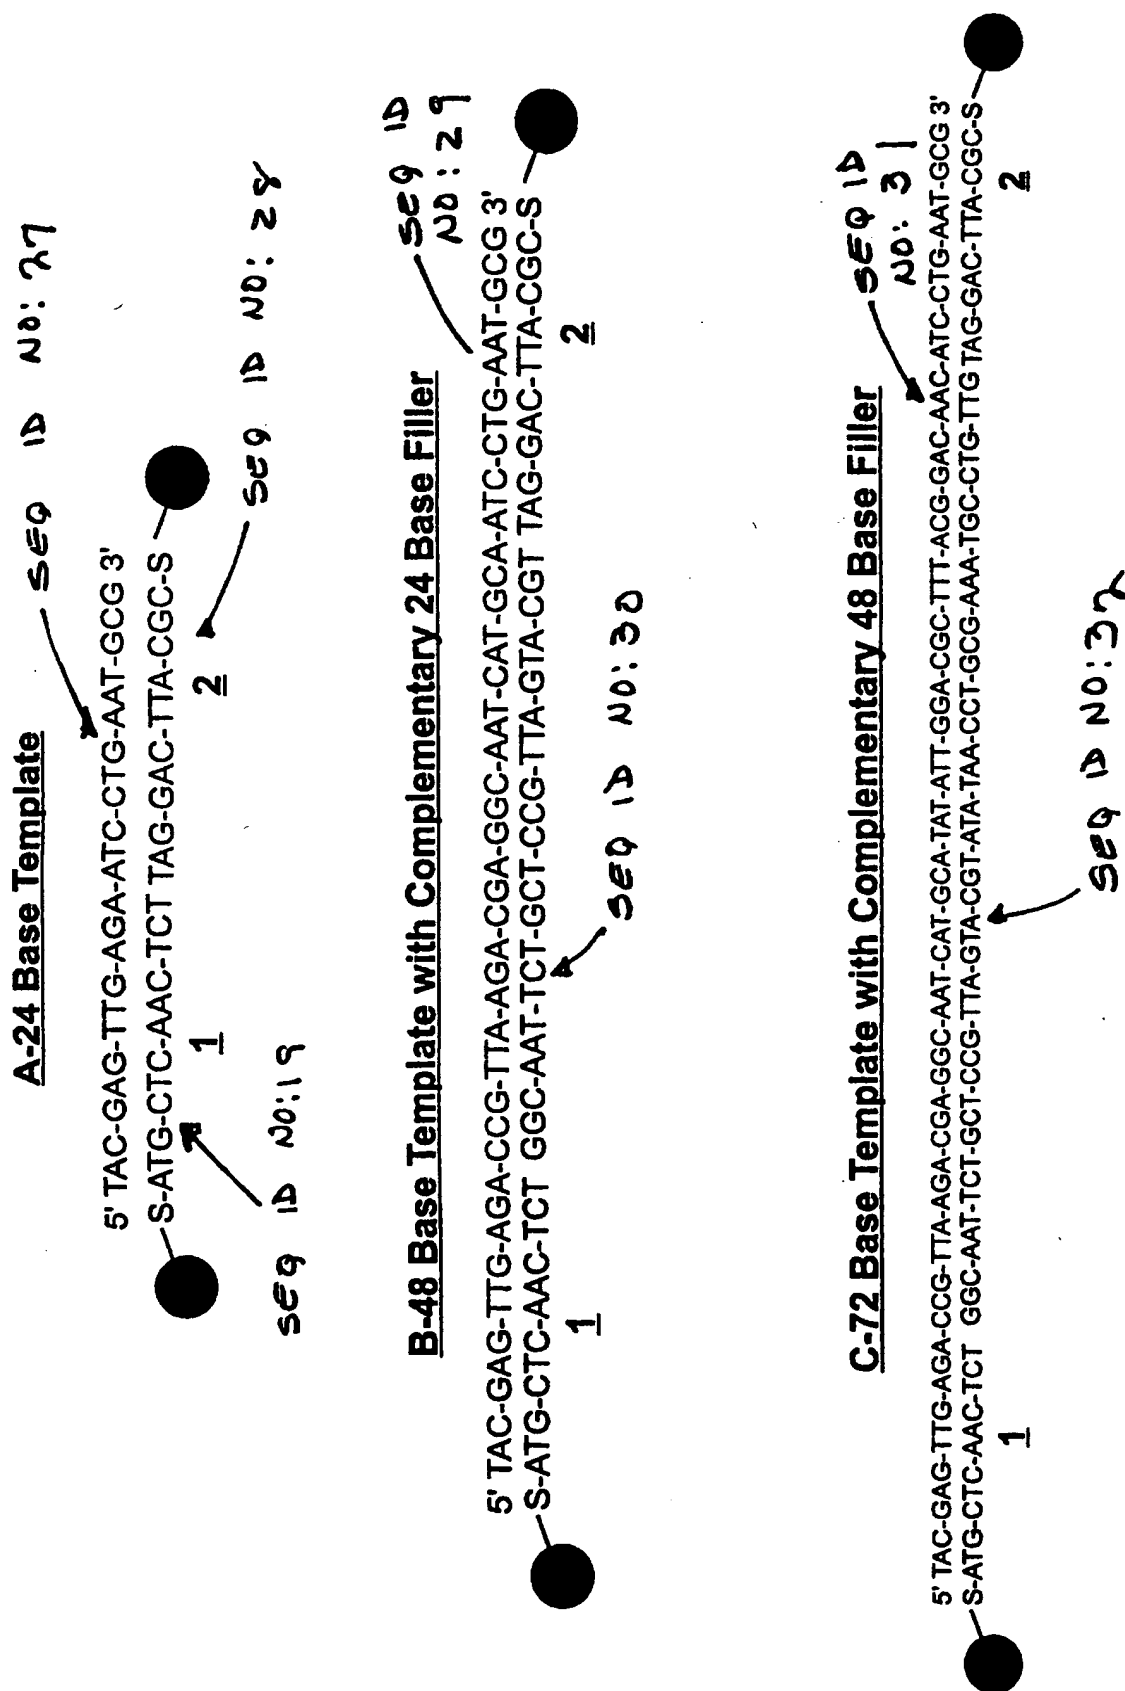 A-24 Base Template
SEQ ID NO: 27
5' TAC-GAG-TTG-AGA-ATC-CTG-AAT-GCG 3'
S-ATG-CTC-AAC-TCT TAG-GAC-TTA-CGC-S
1 2
SEQ ID NO:19
SEQ ID NO: 28
B-48 Base Template with Complementary 24 Base Filler
SEQ ID
NO: 29
5' TAC-GAG-TTG-AGA-CCG-TTA-AGA-CGA-GGC-AAT-CAT-GCA-ATC-CTG-AAT-GCG 3'
S-ATG-CTC-AAC-TCT GGC-AAT-TCT-GCT-CCG-TTA-GTA-CGT TAG-GAC-TTA-CGC-S
1 2
SEQ ID NO:30
C-72 Base Template with Complementary 48 Base Filler
SEQ ID
NO: 31
5' TAC-GAG-TTG-AGA-CCG-TTA-AGA-CGA-GGC-AAT-CAT-GCA-TAT-ATT-GGA-CGC-TTT-ACG-GAC-AAC-ATC-CTG-AAT-GCG 3'
S-ATG-CTC-AAC-TCT GGC-AAT-TCT-GCT-CCG-TTA-GTA-CGT-ATA-TAA-CCT-GCG-AAA-TGC-CTG-TTG TAG-GAC-TTA-CGC-S
1 2
SEQ ID NO:32